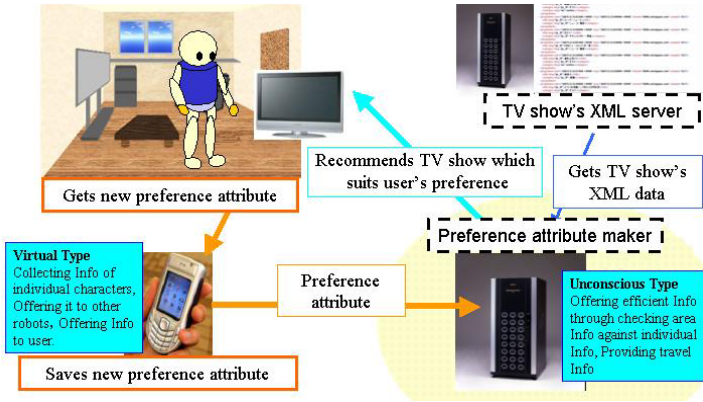 TV show's XML server
Recommends TV show which
suits user's preference
Gets TV show's
XML data
Gets new preference attribute
Preference attribute maker
Virtual Type
Collecting Info of
individual characters,
Offering it to other
robots, Offering Info
to user.
Preference
attribute
Unconscious Type
Offering efficient Info
through checking area
Info against individual
Info, Providing travel
Info
Saves new preference attribute